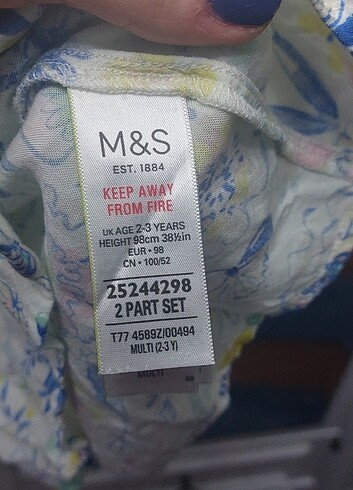 M&S
EST. 1884
KEEP AWAY
FROM FIRE
UK AGE 2-3 YEARS
HEIGHT 98cm 38½in
EUR • 98
CN • 100/52
25244298
2 PART SET
T77 4589Z/00494
MULTI (2-3 Y)
MULTI